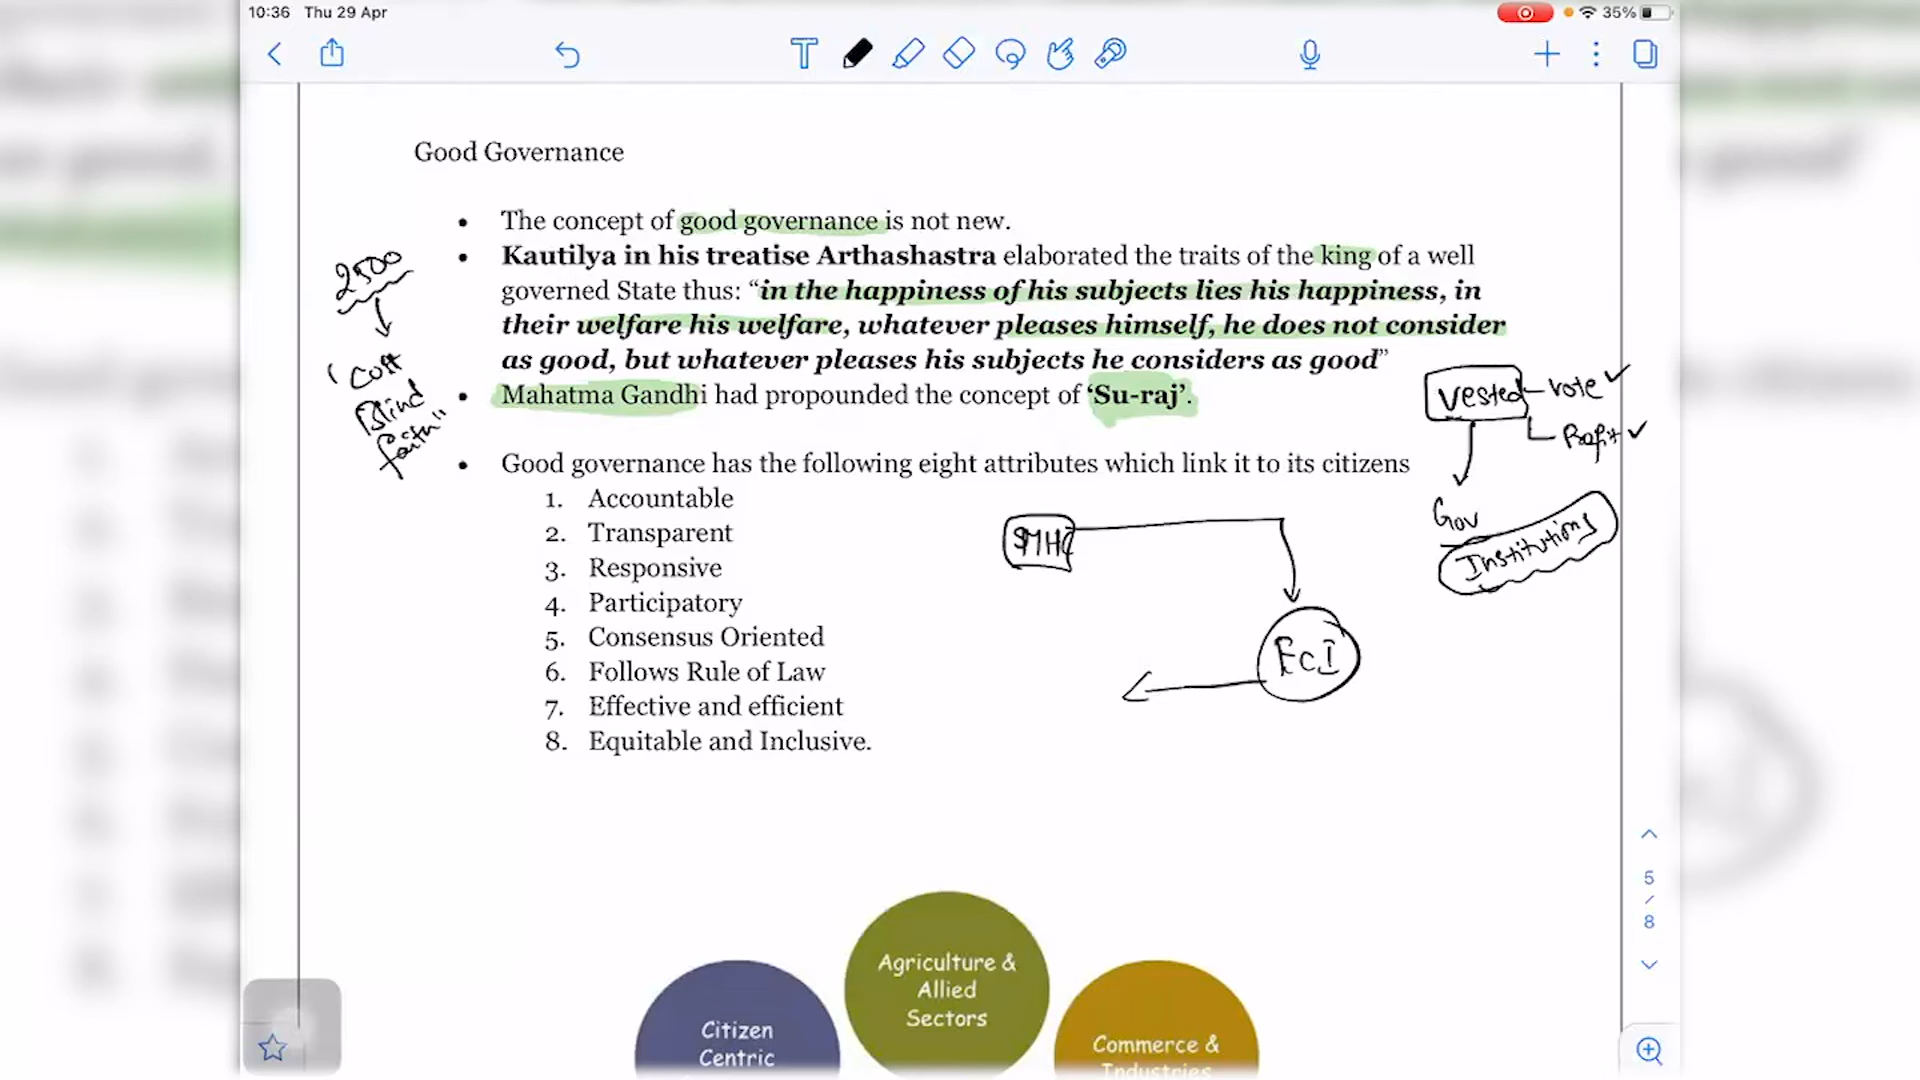 10:36 Thu 29 Apr
35%
Good Governance
• The concept of good governance is not new.
• Kautilya in his treatise Arthashastra elaborated the traits of the king of a well
governed State thus: “in the happiness of his subjects lies his happiness, in
their welfare his welfare, whatever pleases himself, he does not consider
as good, but whatever pleases his subjects he considers as good”
• Mahatma Gandhi had propounded the concept of ‘Su-raj’.
• Good governance has the following eight attributes which link it to its citizens
1. Accountable
2. Transparent
3. Responsive
4. Participatory
5. Consensus Oriented
6. Follows Rule of Law
7. Effective and efficient
8. Equitable and Inclusive.
2500
Blind
faith"
Vested
vote
Profit
Gov
Institutions
MHC
ECI
Agriculture &
Allied
Sectors
Citizen
Centric
Commerce &
Industries
5
/
8